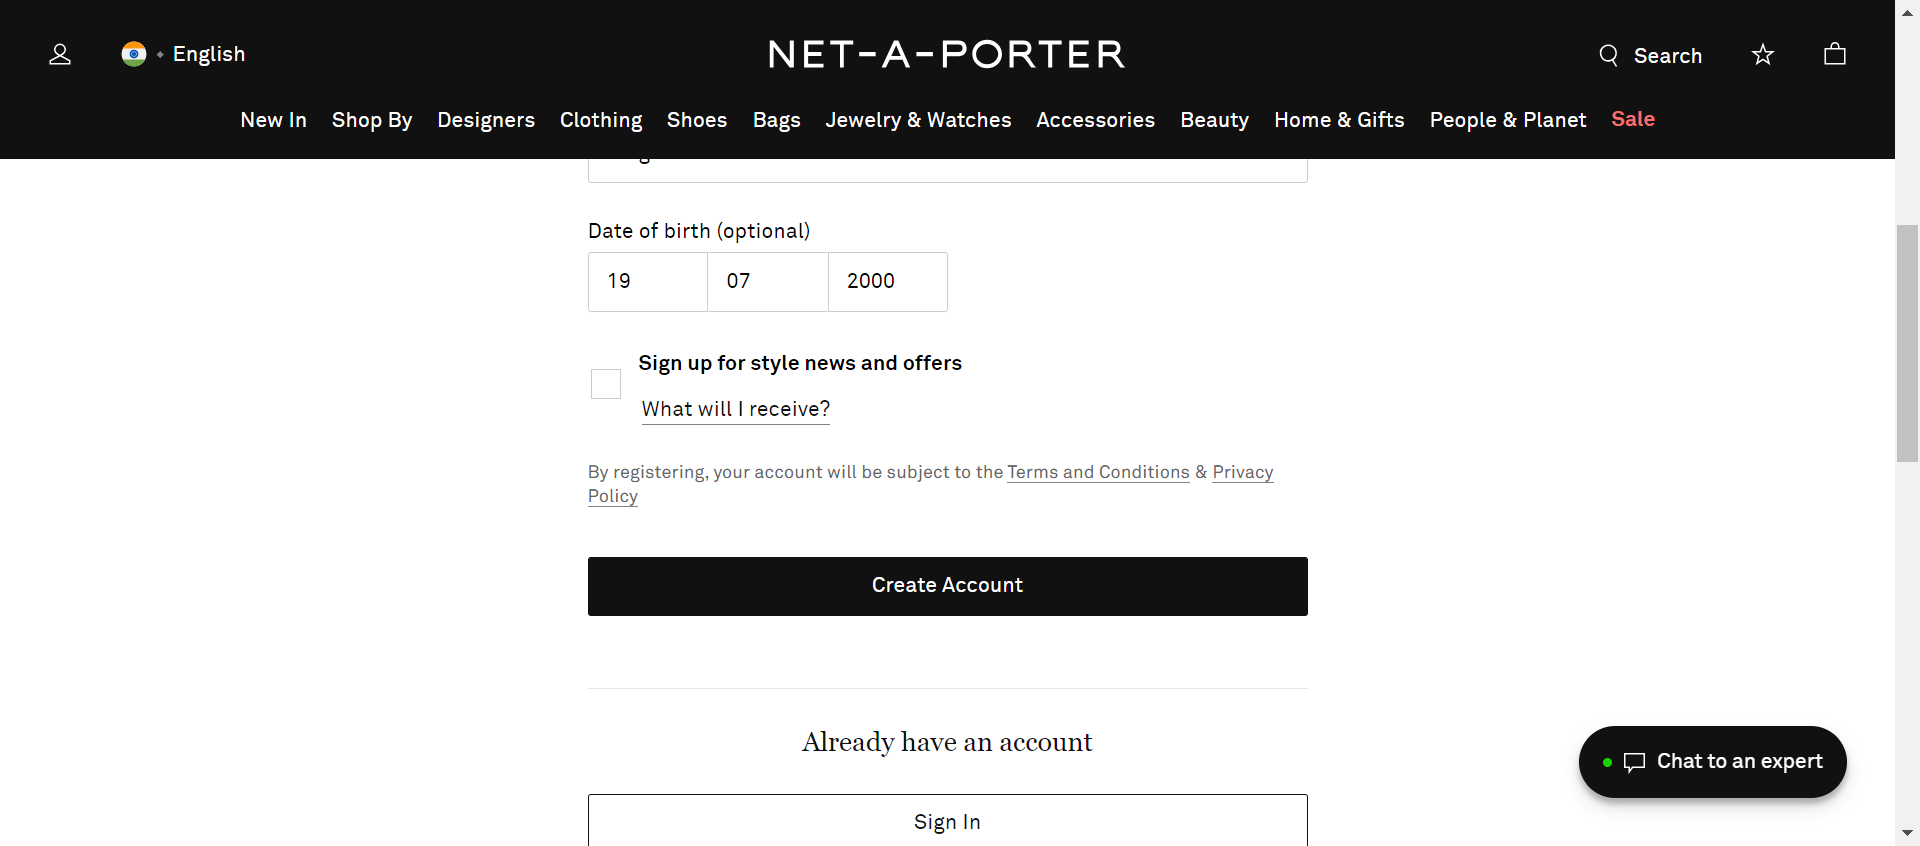 English
NET-A-PORTER
Search
New In Shop By Designers Clothing Shoes Bags Jewelry & Watches Accessories Beauty Home & Gifts People & Planet Sale
Date of birth (optional)
19 07 2000
Sign up for style news and offers
What will I receive?
By registering, your account will be subject to the Terms and Conditions & Privacy
Policy
Create Account
Already have an account
Chat to an expert
Sign In